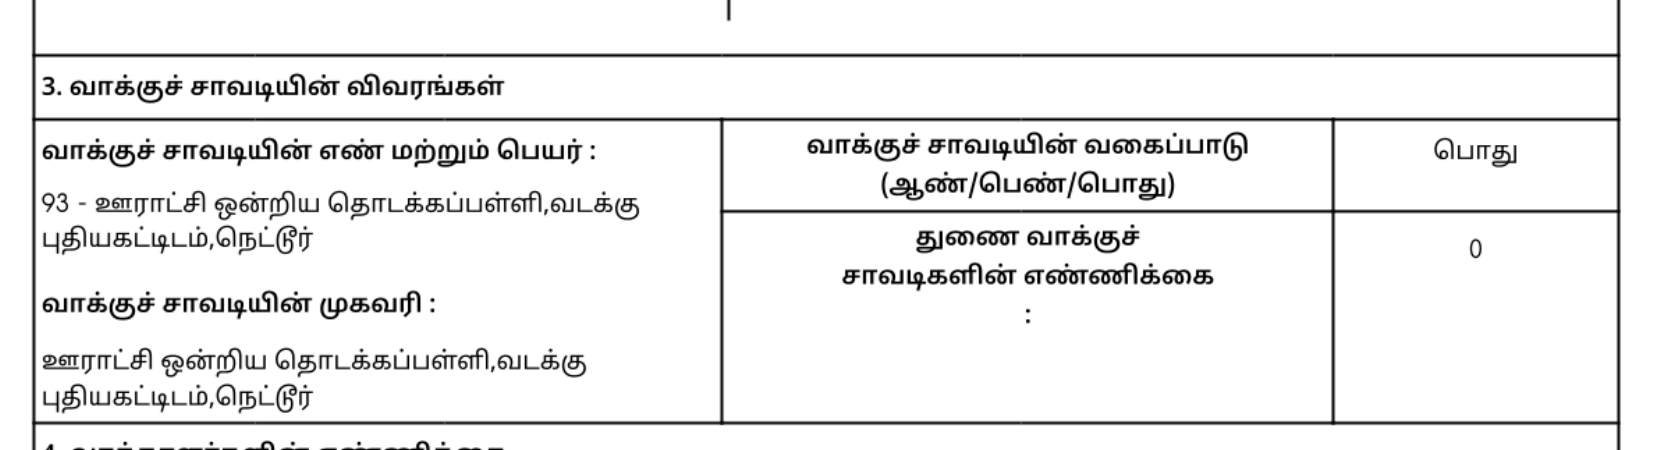 3. வாக்குச் சாவடியின் விவரங்கள்
வாக்குச் சாவடியின் எண் மற்றும் பெயர் :
93 - ஊராட்சி ஒன்றிய தொடக்கப்பள்ளி,வடக்கு
புதியகட்டிடம்,நெட்டூர்
வாக்குச் சாவடியின் முகவரி :
ஊராட்சி ஒன்றிய தொடக்கப்பள்ளி,வடக்கு
புதியகட்டிடம்,நெட்டூர்
வாக்குச் சாவடியின் வகைப்பாடு
(ஆண்/பெண்/பொது)
பொது
துணை வாக்குச்
சாவடிகளின் எண்ணிக்கை
:
0